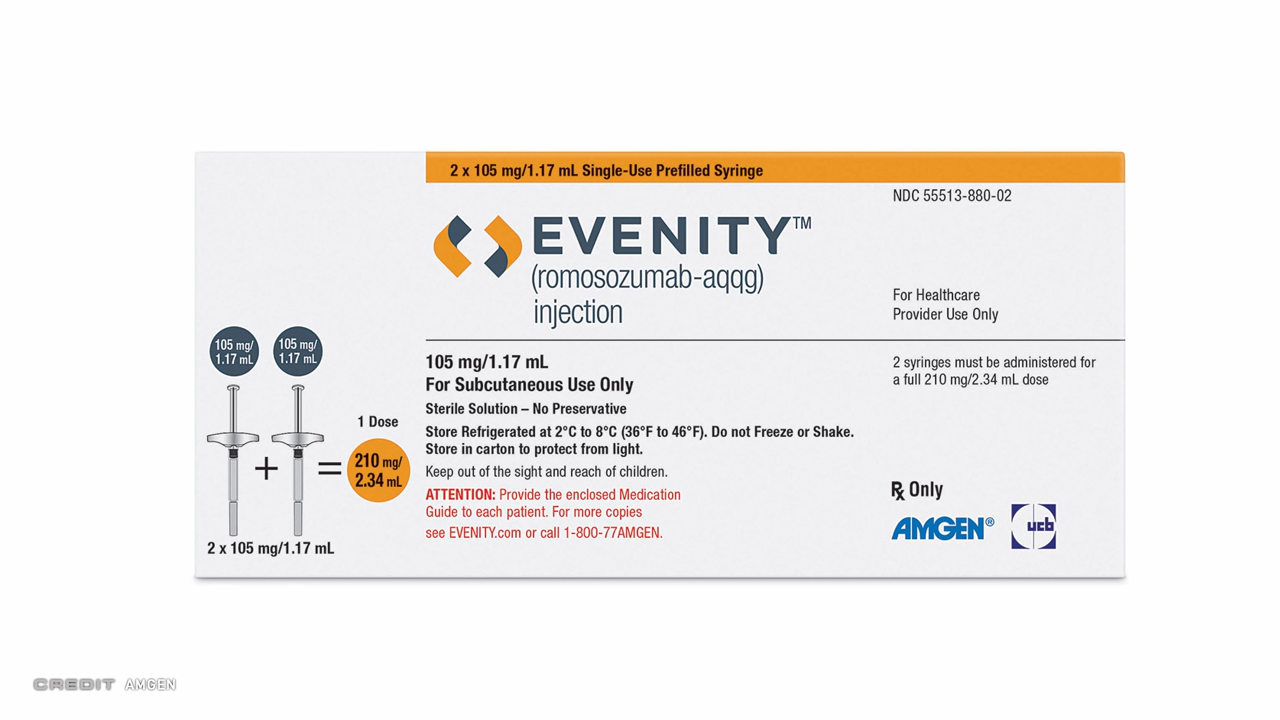 2 x 105 mg/1.17 mL Single-Use Prefilled Syringe
NDC 55513-880-02
EVENITY™
(romosozumab-aqqg)
injection
For Healthcare
Provider Use Only
105 mg/
1.17 mL
105 mg/
1.17 mL
+
=
1 Dose
210 mg/
2.34 mL
2 x 105 mg/1.17 mL
105 mg/1.17 mL
For Subcutaneous Use Only
Sterile Solution – No Preservative
Store Refrigerated at 2°C to 8°C (36°F to 46°F). Do not Freeze or Shake.
Store in carton to protect from light.
Keep out of the sight and reach of children.
ATTENTION: Provide the enclosed Medication
Guide to each patient. For more copies
see EVENITY.com or call 1-800-77AMGEN.
2 syringes must be administered for
a full 210 mg/2.34 mL dose
℞ Only
AMGEN®
ucb
CREDIT AMGEN